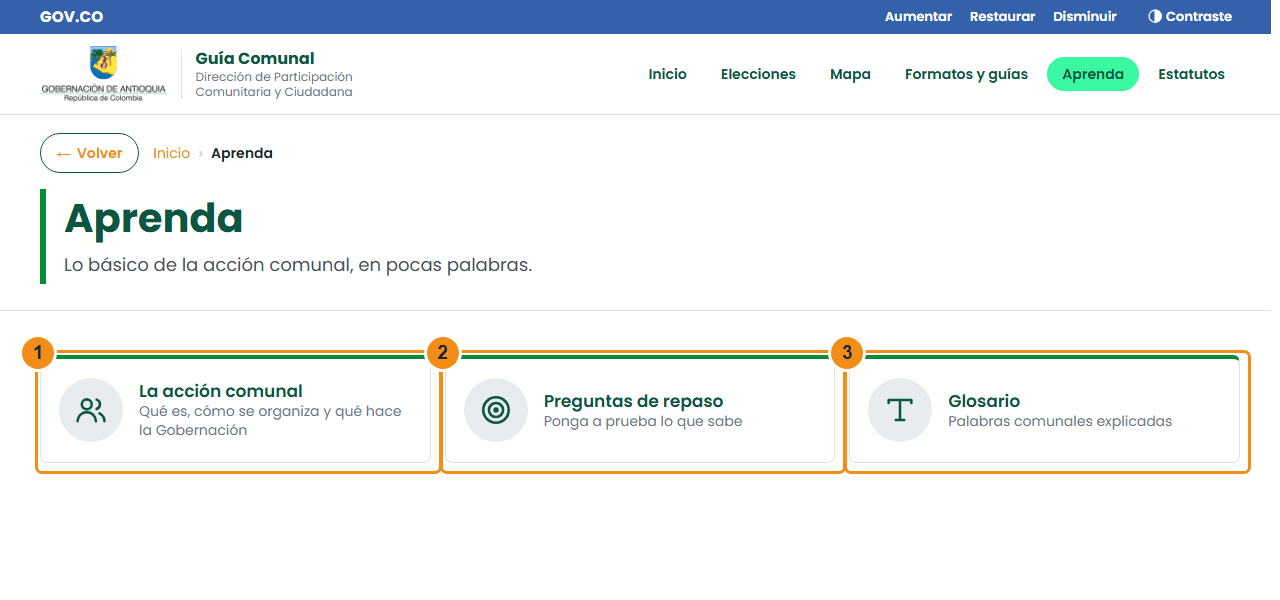 GOV.CO
Aumentar Restaurar Disminuir Contraste
GOBERNACIÓN DE ANTIOQUIA
República de Colombia
Guía Comunal
Dirección de Participación
Comunitaria y Ciudadana
Inicio Elecciones Mapa Formatos y guías Aprenda Estatutos
← Volver Inicio › Aprenda
Aprenda
Lo básico de la acción comunal, en pocas palabras.
1
La acción comunal
Qué es, cómo se organiza y qué hace
la Gobernación
2
Preguntas de repaso
Ponga a prueba lo que sabe
3
Glosario
Palabras comunales explicadas